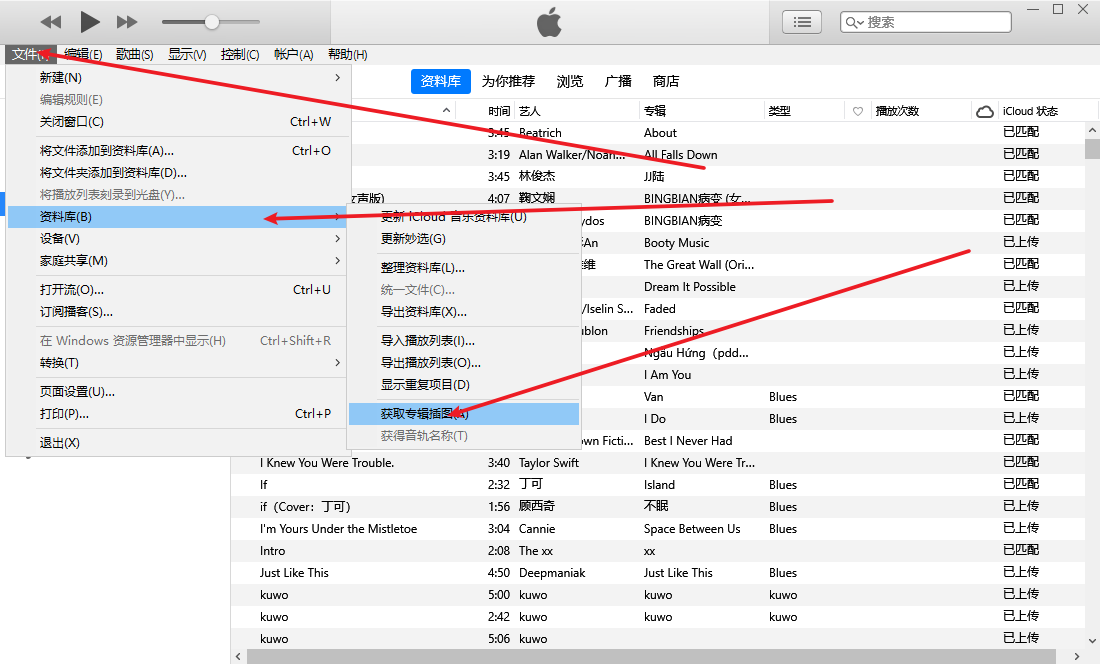 搜索
文件(F) 编辑(E) 歌曲(S) 显示(V) 控制(C) 帐户(A) 帮助(H)
资料库 为你推荐 浏览 广播 商店
新建(N)
编辑规则(E)
关闭窗口(C) Ctrl+W
将文件添加到资料库(A)... Ctrl+O
将文件夹添加到资料库(D)...
将播放列表刻录到光盘(Y)...
资料库(B)
设备(V)
家庭共享(M)
打开流(O)... Ctrl+U
订阅播客(S)...
在 Windows 资源管理器中显示(H) Ctrl+Shift+R
转换(T)
页面设置(U)...
打印(P)... Ctrl+P
退出(X)
更新 iCloud 音乐资料库(U)
更新妙选(G)
整理资料库(L)...
统一文件(C)...
导出资料库(X)...
导入播放列表(I)...
导出播放列表(O)...
显示重复项目(D)
获取专辑插图(A)
获得音轨名称(T)
时间 艺人 专辑 类型 播放次数 iCloud 状态
3:45 Beatrich About 已匹配
3:19 Alan Walker/Noah... All Falls Down 已匹配
3:45 林俊杰 JJ陆 已匹配
女声版) 4:07 鞠文娴 BINGBIAN病变 (女... 已匹配
ydos BINGBIAN病变 已匹配
An Booty Music 已上传
维 The Great Wall (Ori... 已匹配
Dream It Possible 已上传
/Iselin S... Faded 已匹配
ublon Friendships 已上传
Ngẫu Hứng（pdd... 已匹配
I Am You 已上传
Van Blues 已匹配
I Do Blues 已上传
wn Ficti... Best I Never Had 已匹配
I Knew You Were Trouble. 3:40 Taylor Swift I Knew You Were Tr... 已匹配
If 2:32 丁可 Island Blues 已匹配
if（Cover：丁可） 1:56 顾西奇 不眠 Blues 已上传
I'm Yours Under the Mistletoe 3:04 Cannie Space Between Us Blues 已上传
Intro 2:08 The xx xx 已匹配
Just Like This 4:50 Deepmaniak Just Like This Blues 已上传
kuwo 5:00 kuwo kuwo kuwo 已上传
kuwo 2:42 kuwo kuwo kuwo 已上传
kuwo 5:06 kuwo kuwo 已上传